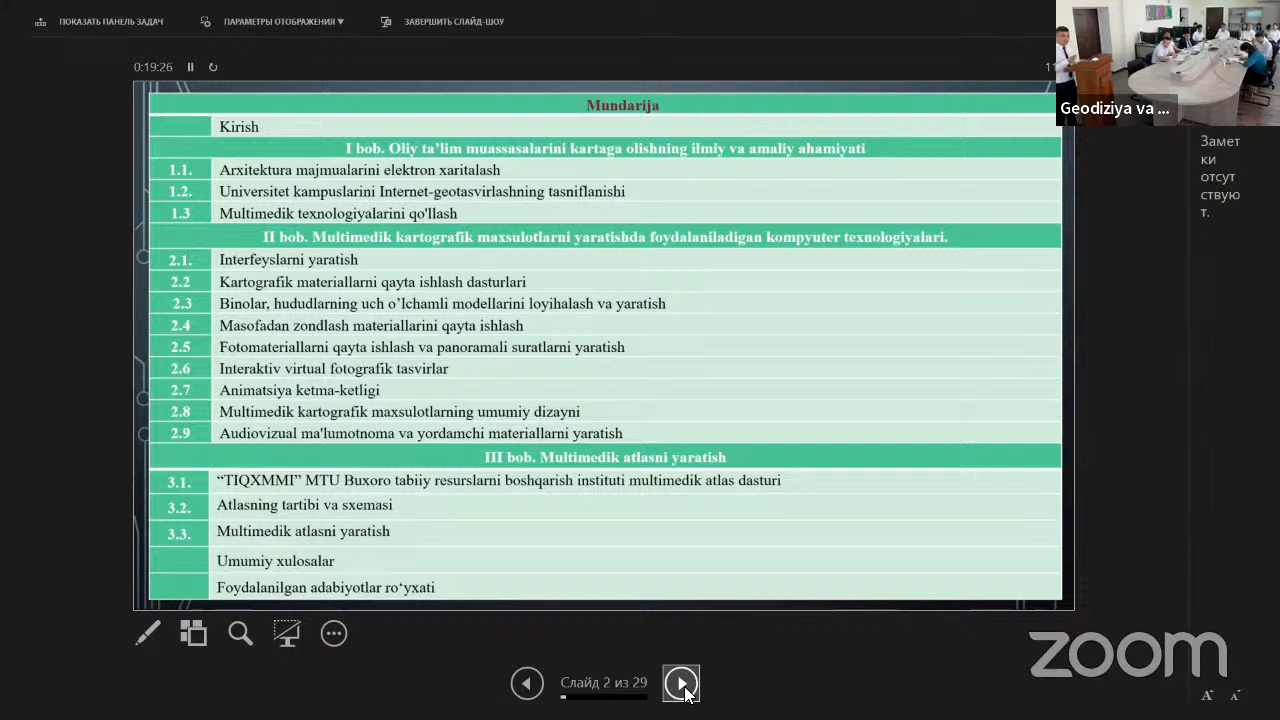 ПОКАЗАТЬ ПАНЕЛЬ ЗАДАЧ ПАРАМЕТРЫ ОТОБРАЖЕНИЯ ▼ ЗАВЕРШИТЬ СЛАЙД-ШОУ
0:19:26
11
Geodiziya va ...
Mundarija
Kirish
I bob. Oliy ta’lim muassasalarini kartaga olishning ilmiy va amaliy ahamiyati
1.1. Arxitektura majmualarini elektron xaritalash
1.2. Universitet kampuslarini Internet-geotasvirlashning tasniflanishi
1.3 Multimedik texnologiyalarini qo'llash
II bob. Multimedik kartografik maxsulotlarni yaratishda foydalaniladigan kompyuter texnologiyalari.
2.1. Interfeyslarni yaratish
2.2 Kartografik materiallarni qayta ishlash dasturlari
2.3 Binolar, hududlarning uch o’lchamli modellarini loyihalash va yaratish
2.4 Masofadan zondlash materiallarini qayta ishlash
2.5 Fotomateriallarni qayta ishlash va panoramali suratlarni yaratish
2.6 Interaktiv virtual fotografik tasvirlar
2.7 Animatsiya ketma-ketligi
2.8 Multimedik kartografik maxsulotlarning umumiy dizayni
2.9 Audiovizual ma'lumotnoma va yordamchi materiallarni yaratish
III bob. Multimedik atlasni yaratish
3.1. “TIQXMMI” MTU Buxoro tabiiy resurslarni boshqarish instituti multimedik atlas dasturi
3.2. Atlasning tartibi va sxemasi
3.3. Multimedik atlasni yaratish
Umumiy xulosalar
Foydalanilgan adabiyotlar ro‘yxati
Замет
ки
отсут
ствую
т.
Слайд 2 из 29
zoom
A A